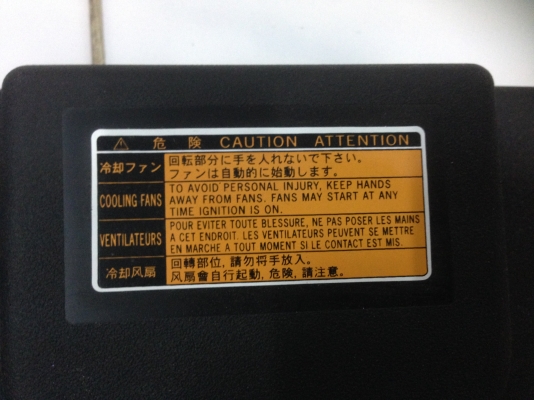 ⚠ 危 険 CAUTION ATTENTION
冷却ファン
回転部分に手を入れないで下さい。
ファンは自動的に始動します。
COOLING FANS
TO AVOID PERSONAL INJURY, KEEP HANDS
AWAY FROM FANS. FANS MAY START AT ANY
TIME IGNITION IS ON.
VENTILATEURS
POUR EVITER TOUTE BLESSURE, NE PAS POSER LES MAINS
A CET ENDROIT. LES VENTILATEURS PEUVENT SE METTRE
EN MARCHE A TOUT MOMENT SI LE CONTACT EST MIS.
冷却风扇
回轉部位, 請勿将手放入。
风扇會自行起動, 危険, 請注意。